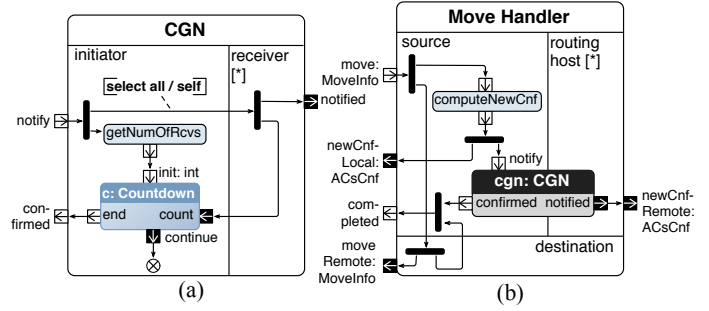 CGN
initiator
receiver
[*]
select all / self
notify
notified
getNumOfRcvs
init: int
c: Countdown
end
count
con-
firmed
continue
(a)
Move Handler
source
routing
host [*]
move:
MoveInfo
computeNewCnf
newCnf-
Local:
ACsCnf
notify
cgn: CGN
confirmed
notified
newCnf-
Remote:
ACsCnf
com-
pleted
destination
move
Remote:
MoveInfo
(b)